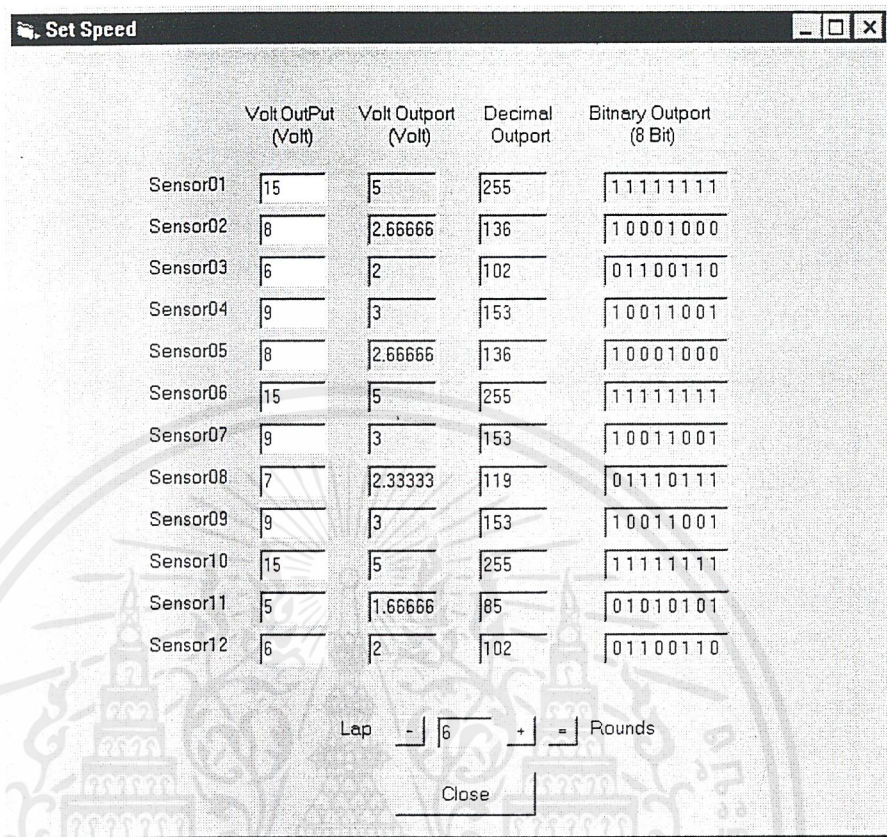 Set Speed
Volt OutPut Volt Outport Decimal Bitnary Outport
(Volt) (Volt) Outport (8 Bit)
Sensor01 15 5 255 11111111
Sensor02 8 2.66666 136 10001000
Sensor03 6 2 102 01100110
Sensor04 9 3 153 10011001
Sensor05 8 2.66666 136 10001000
Sensor06 15 5 255 11111111
Sensor07 9 3 153 10011001
Sensor08 7 2.33333 119 01110111
Sensor09 9 3 153 10011001
Sensor10 15 5 255 11111111
Sensor11 5 1.66666 85 01010101
Sensor12 6 2 102 01100110
Lap - 6 + = Rounds
Close